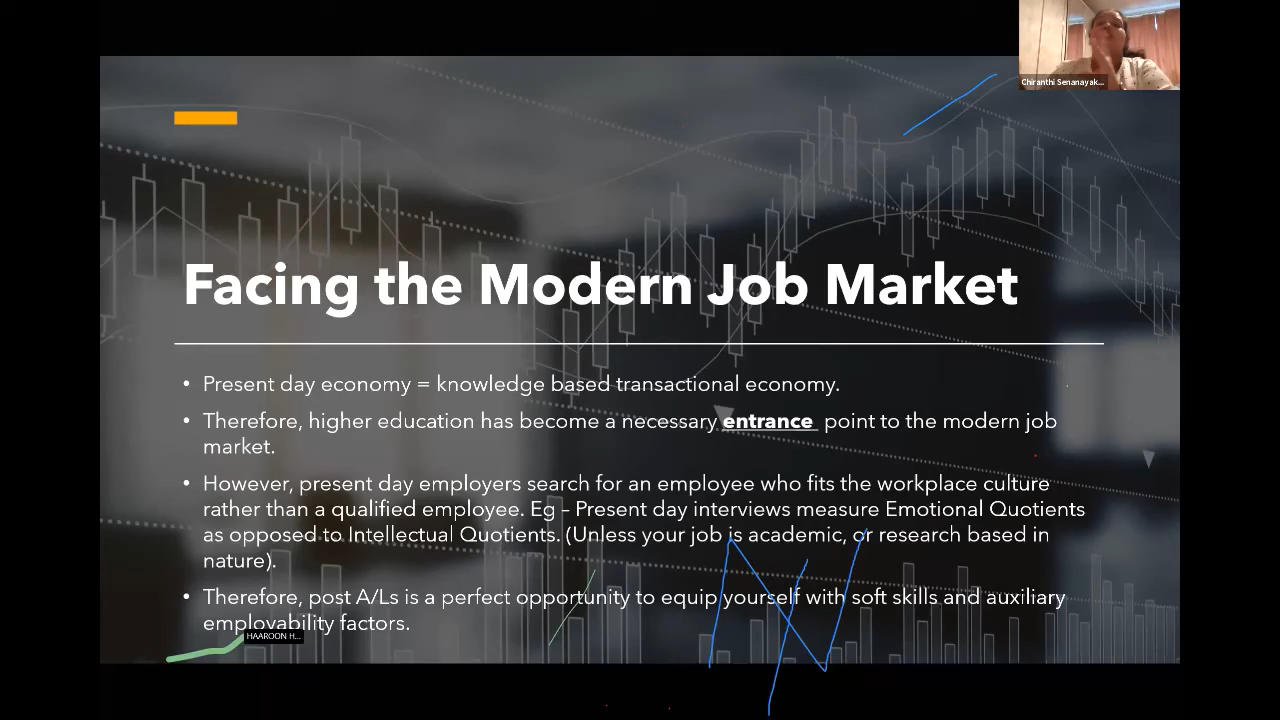 Chiranthi Senanayak...
Facing the Modern Job Market
• Present day economy = knowledge based transactional economy.
• Therefore, higher education has become a necessary entrance point to the modern job
market.
• However, present day employers search for an employee who fits the workplace culture
rather than a qualified employee. Eg – Present day interviews measure Emotional Quotients
as opposed to Intellectual Quotients. (Unless your job is academic, or research based in
nature).
• Therefore, post A/Ls is a perfect opportunity to equip yourself with soft skills and auxiliary
employability factors.
HAAROON H...